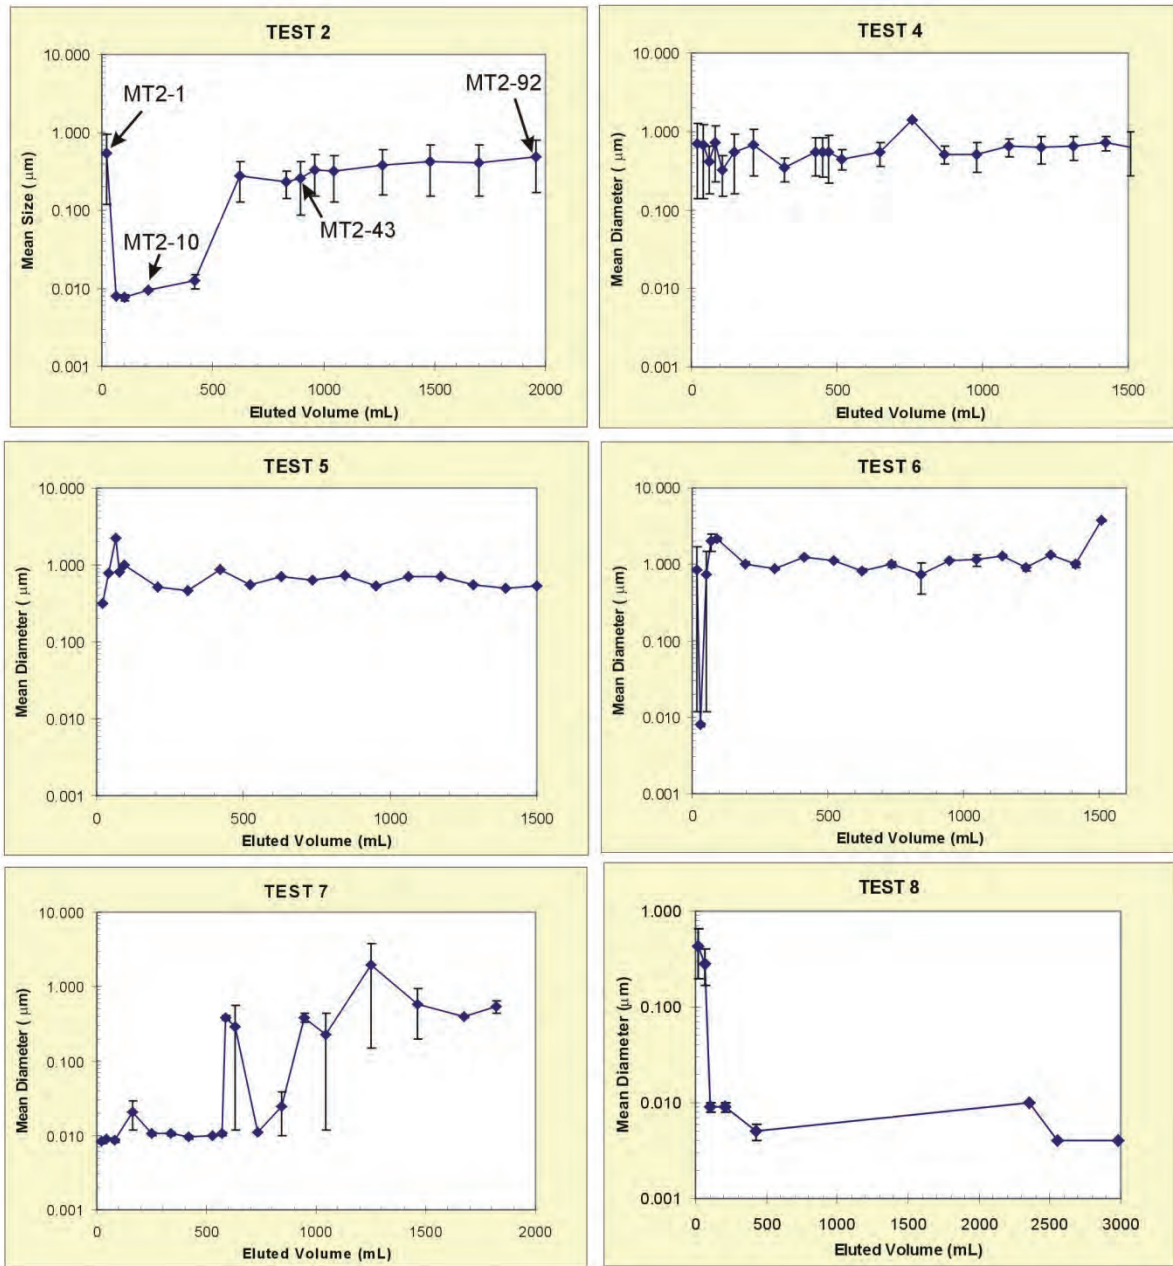 TEST 2
10.000
1.000
0.100
0.010
0.001
Mean Size ( μm)
MT2-1
MT2-10
MT2-43
MT2-92
0 500 1000 1500 2000
Eluted Volume (mL)
TEST 4
10.000
1.000
0.100
0.010
0.001
Mean Diameter ( μm)
0 500 1000 1500
Eluted Volume (mL)
TEST 5
10.000
1.000
0.100
0.010
0.001
Mean Diameter ( μm)
0 500 1000 1500
Eluted Volume (mL)
TEST 6
10.000
1.000
0.100
0.010
0.001
Mean Diameter ( μm)
0 500 1000 1500
Eluted Volume (mL)
TEST 7
10.000
1.000
0.100
0.010
0.001
Mean Diameter ( μm)
0 500 1000 1500 2000
Eluted Volume (mL)
TEST 8
1.000
0.100
0.010
0.001
Mean Diameter (μm)
0 500 1000 1500 2000 2500 3000
Eluted Volume (mL)